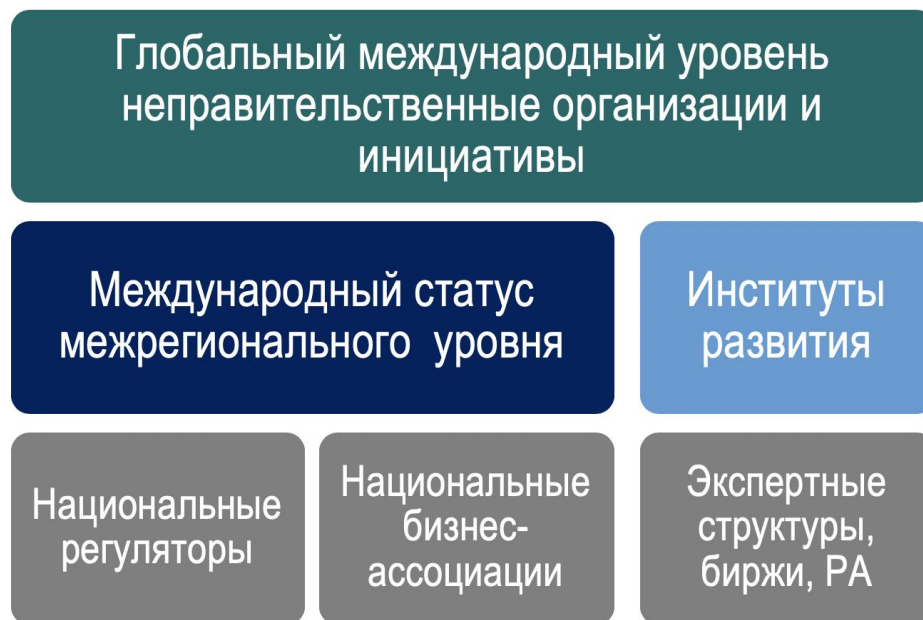 Глобальный международный уровень
неправительственные организации и
инициативы
Международный статус
межрегионального уровня
Институты
развития
Национальные
регуляторы
Национальные
бизнес-
ассоциации
Экспертные
структуры,
биржи, РА